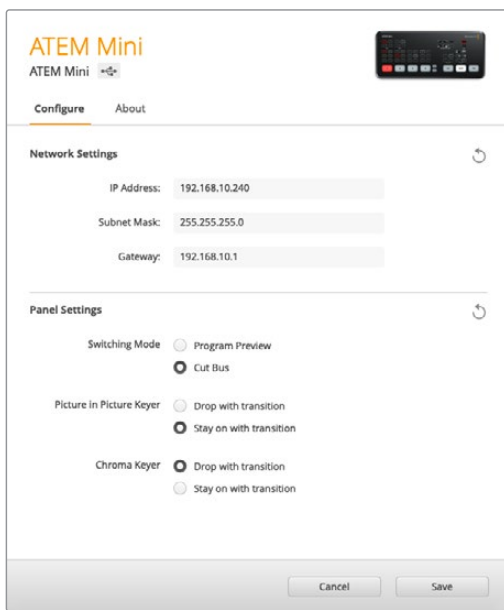 ATEM Mini
ATEM Mini
Configure About
Network Settings
IP Address: 192.168.10.240
Subnet Mask: 255.255.255.0
Gateway: 192.168.10.1
Panel Settings
Switching Mode Program Preview
Cut Bus
Picture in Picture Keyer Drop with transition
Stay on with transition
Chroma Keyer Drop with transition
Stay on with transition
Cancel Save